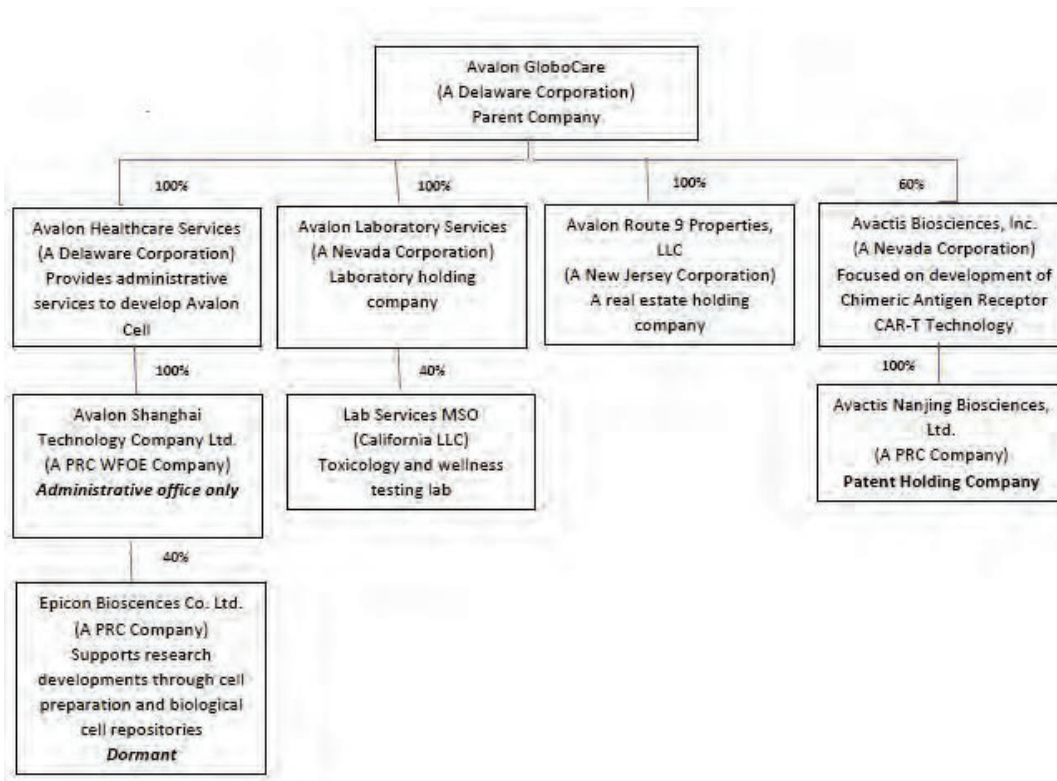 Avalon GloboCare
(A Delaware Corporation)
Parent Company
100%
100%
100%
60%
Avalon Healthcare Services
(A Delaware Corporation)
Provides administrative
services to develop Avalon
Cell
Avalon Laboratory Services
(A Nevada Corporation)
Laboratory holding
company
Avalon Route 9 Properties,
LLC
(A New Jersey Corporation)
A real estate holding
company
Avactis Biosciences, Inc.
(A Nevada Corporation)
Focused on development of
Chimeric Antigen Receptor
CAR-T Technology
100%
40%
100%
Avalon Shanghai
Technology Company Ltd.
(A PRC WFOE Company)
Administrative office only
Lab Services MSO
(California LLC)
Toxicology and wellness
testing lab
Avactis Nanjing Biosciences,
Ltd.
(A PRC Company)
Patent Holding Company
40%
Epicon Bioscences Co. Ltd.
(A PRC Company)
Supports research
developments through cell
preparation and biological
cell repositories
Dormant